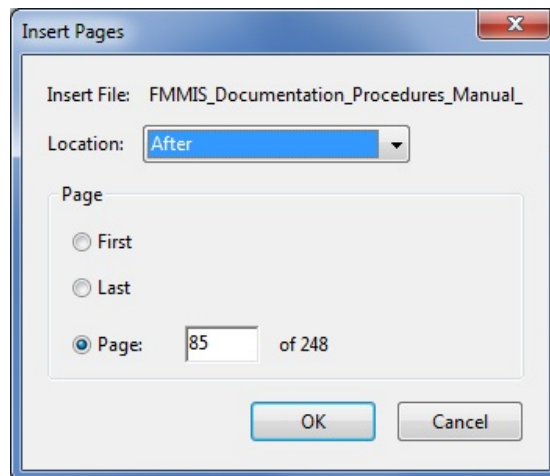 Insert Pages
Insert File: FMMIS_Documentation_Procedures_Manual_
Location: After
Page
First
Last
Page: 85 of 248
OK Cancel